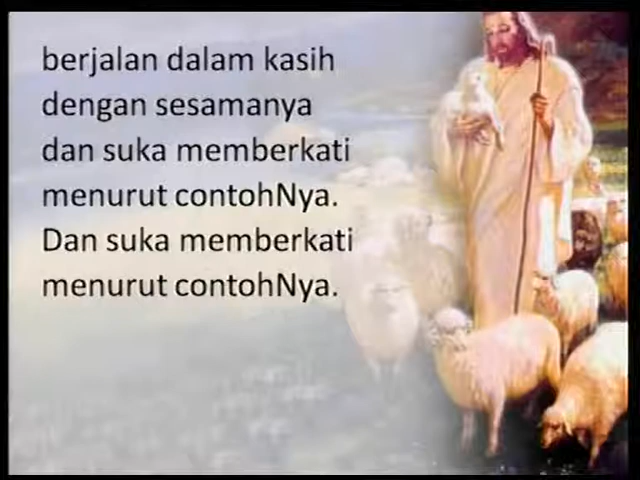 berjalan dalam kasih
dengan sesamanya
dan suka memberkati
menurut contohNya.
Dan suka memberkati
menurut contohNya.